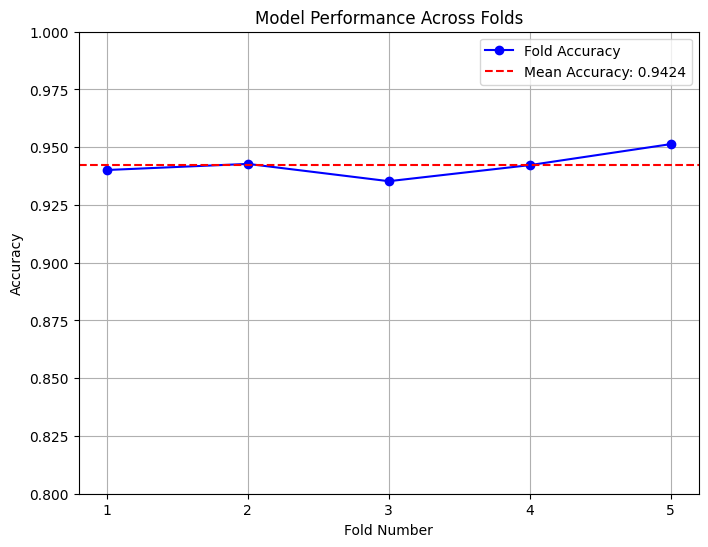 Model Performance Across Folds
1.000
Fold Accuracy
Mean Accuracy: 0.9424
0.975
0.950
0.925
0.900
0.875
0.850
0.825
0.800
Accuracy
1 2 3 4 5
Fold Number